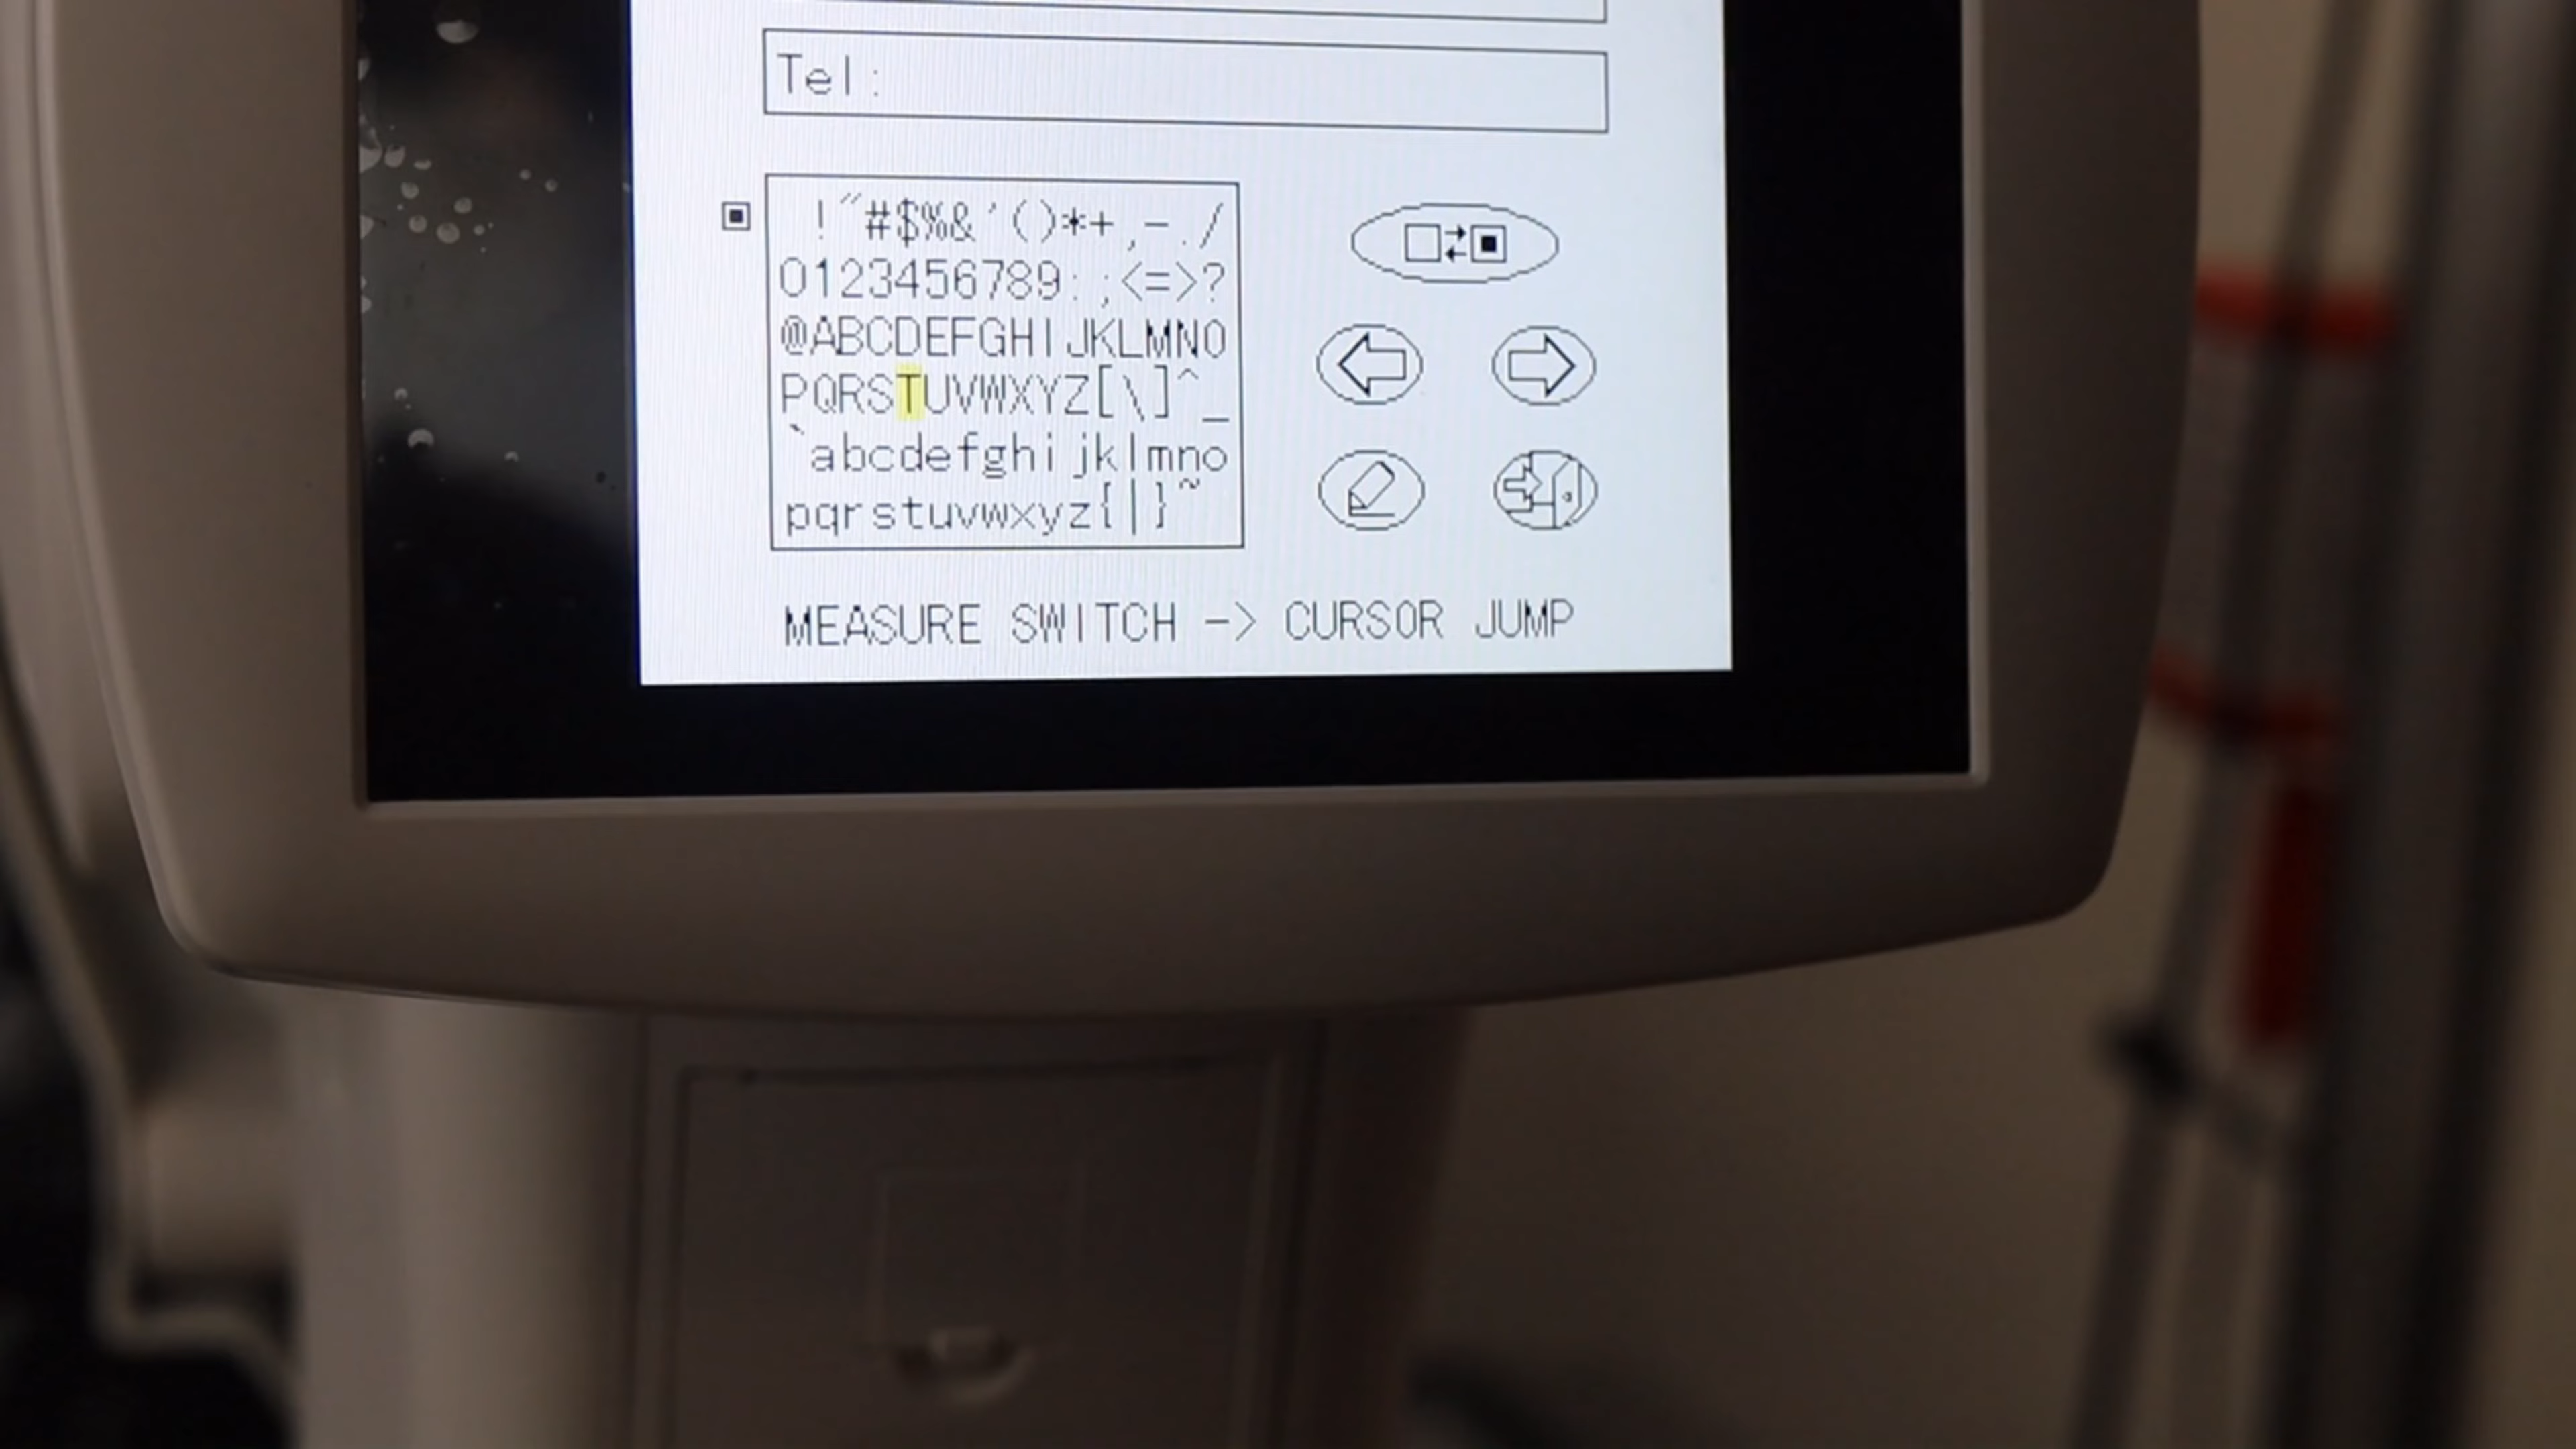 Tel:
!"#$%&'()*+,-./
0123456789:;<=>?
@ABCDEFGHIJKLMNO
PQRSTUVWXYZ[\]^_
`abcdefghijklmno
pqrstuvwxyz{|}~
MEASURE SWITCH -> CURSOR JUMP